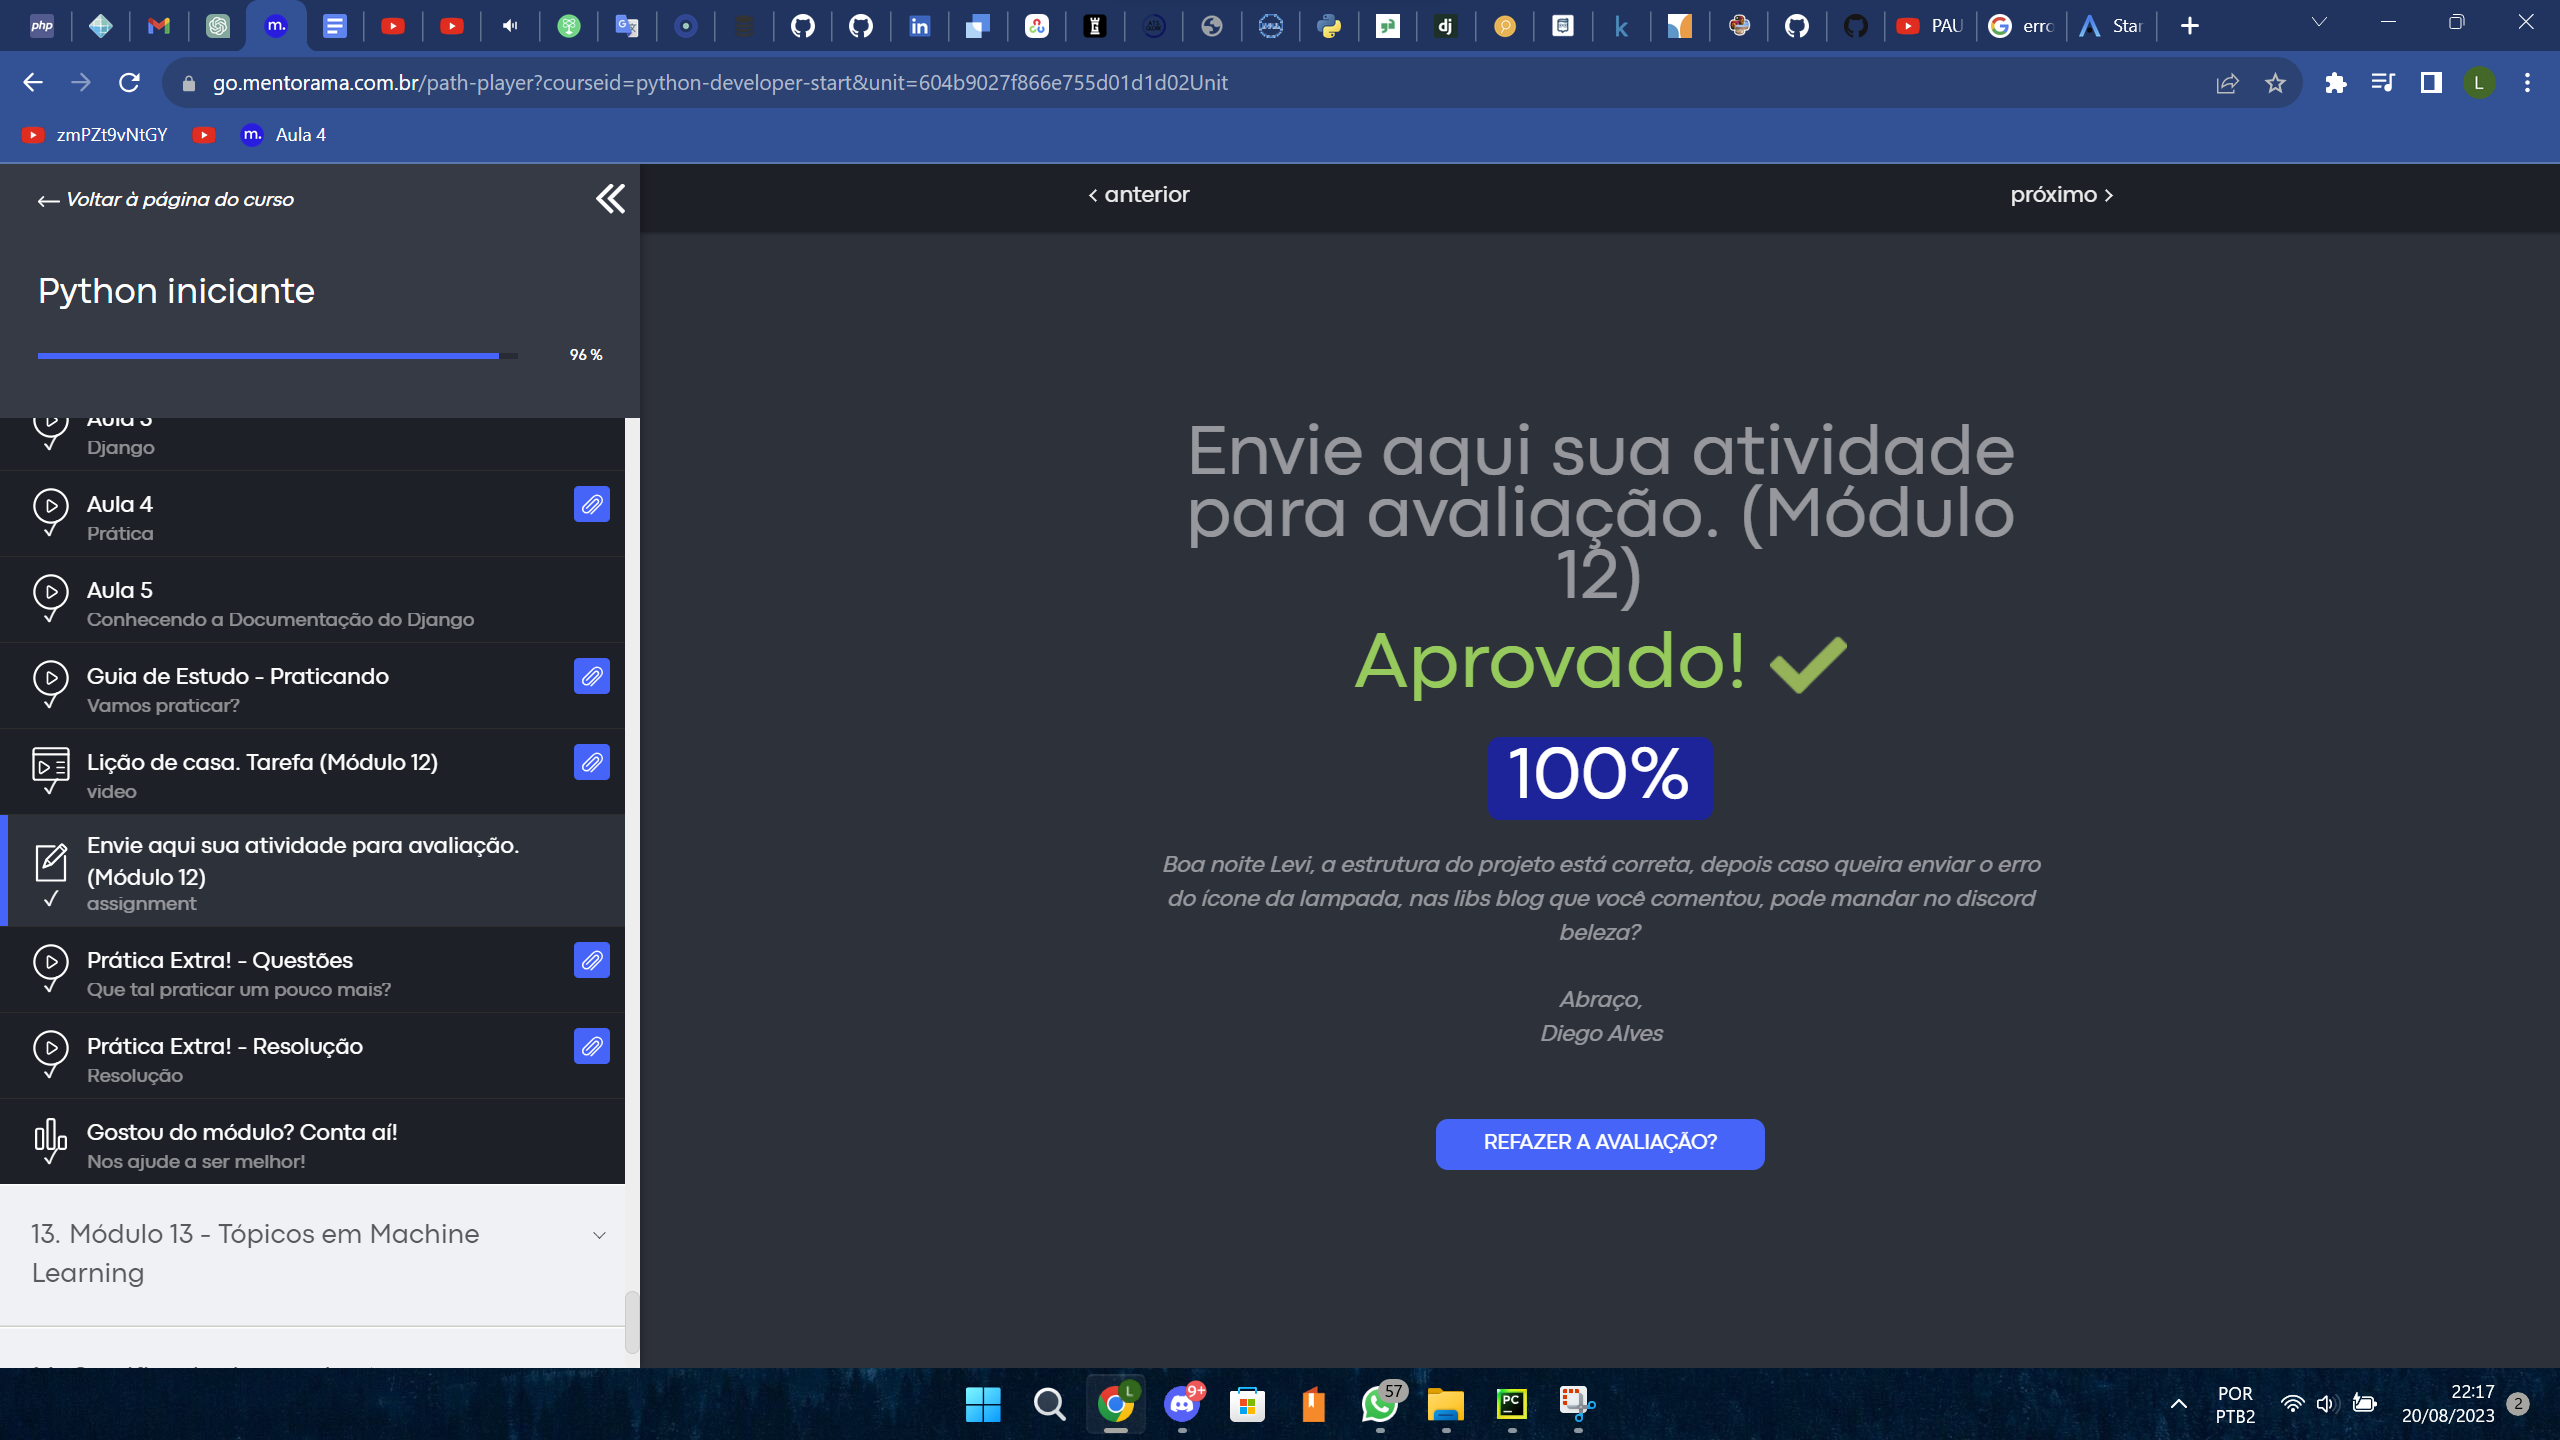 php
m.
dj
k
PAU
erro
Star
go.mentorama.com.br/path-player?courseid=python-developer-start&unit=604b9027f866e755d01d1d02Unit
L
zmPZt9vNtGY
m. Aula 4
Voltar à página do curso
anterior
próximo
Python iniciante
96 %
Aula 3
Django
Aula 4
Prática
Aula 5
Conhecendo a Documentação do Django
Guia de Estudo - Praticando
Vamos praticar?
Lição de casa. Tarefa (Módulo 12)
video
Envie aqui sua atividade para avaliação.
(Módulo 12)
assignment
Prática Extra! - Questões
Que tal praticar um pouco mais?
Prática Extra! - Resolução
Resolução
Gostou do módulo? Conta aí!
Nos ajude a ser melhor!
13. Módulo 13 - Tópicos em Machine
Learning
Envie aqui sua atividade
para avaliação. (Módulo
12)
Aprovado!
100%
Boa noite Levi, a estrutura do projeto está correta, depois caso queira enviar o erro
do ícone da lampada, nas libs blog que você comentou, pode mandar no discord
beleza?
Abraço,
Diego Alves
REFAZER A AVALIAÇÃO?
L
9+
57
PC
POR
PTB2
22:17
20/08/2023
2